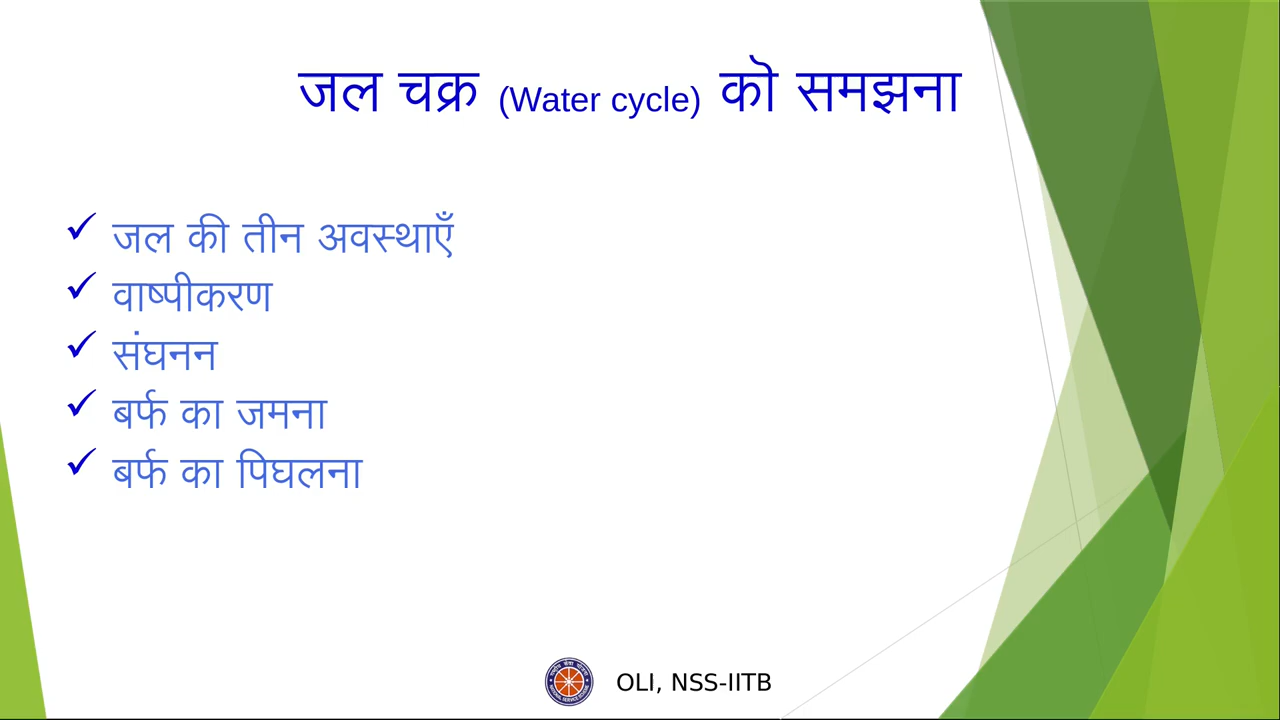 जल चक्र (Water cycle) कॊ समझना
✓ जल की तीन अवस्थाएँ
✓ वाष्पीकरण
✓ संघनन
✓ बर्फ का जमना
✓ बर्फ का पिघलना
OLI, NSS-IITB